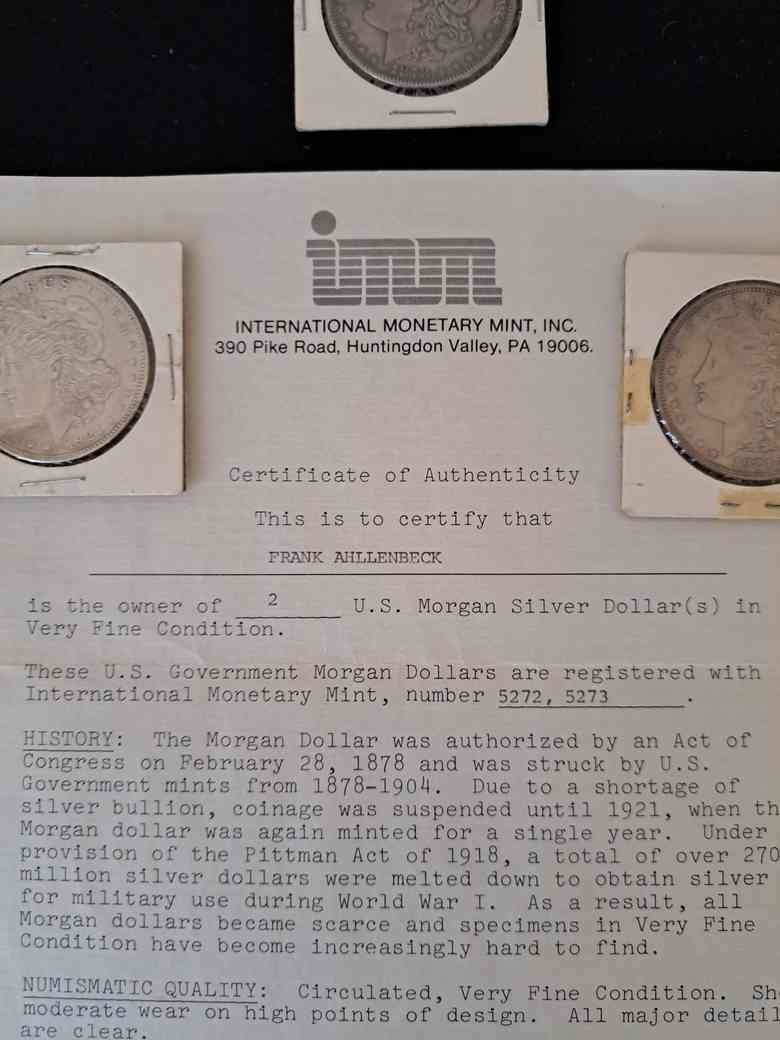 imm
INTERNATIONAL MONETARY MINT, INC.
390 Pike Road, Huntingdon Valley, PA 19006.
Certificate of Authenticity
This is to certify that
FRANK AHLLENBECK
is the owner of 2 U.S. Morgan Silver Dollar(s) in
Very Fine Condition.
These U.S. Government Morgan Dollars are registered with
International Monetary Mint, number 5272, 5273.
HISTORY: The Morgan Dollar was authorized by an Act of
Congress on February 28, 1878 and was struck by U.S.
Government mints from 1878-1904. Due to a shortage of
silver bullion, coinage was suspended until 1921, when th
Morgan dollar was again minted for a single year. Under
provision of the Pittman Act of 1918, a total of over 270
million silver dollars were melted down to obtain silver
for military use during World War I. As a result, all
Morgan dollars became scarce and specimens in Very Fine
Condition have become increasingly hard to find.
NUMISMATIC QUALITY: Circulated, Very Fine Condition. Sh
moderate wear on high points of design. All major detail
are clear.